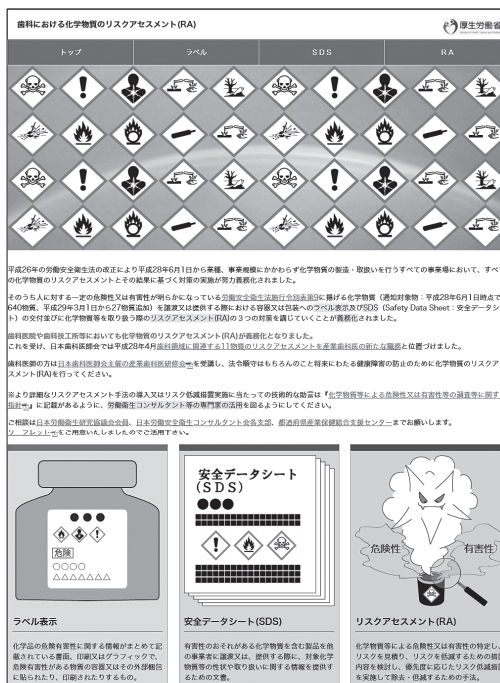 歯科における化学物質のリスクアセスメント(RA)
厚生労働省
トップ
ラベル
SDS
RA
平成26年の労働安全衛生法の改正により平成28年6月1日から業種、事業規模にかかわらず化学物質の製造・取扱いを行うすべての事業場において、すべ
の化学物質のリスクアセスメントとその結果に基づく対策の実施が努力義務化されました。
そのうち人に対する一定の危険性又は有害性が明らかになっている労働安全衛生法施行令別表第9に掲げる化学物質（通知対象物：平成28年6月1日時点で
640物質、平成29年3月1日から27物質追加）を譲渡又は提供する際における容器又は包装へのラベル表示及びSDS（Safety Data Sheet：安全データシ
ト）の交付並びに化学物質等を取り扱う際のリスクアセスメント(RA)の３つの対策を講じていくことが義務化されました。
歯科医院や歯科技工所等においても化学物質のリスクアセスメント(RA)が義務化となりました。
これを受け、日本歯科医師会では平成28年4月歯科領域に関連する11物質のリスクアセスメントを産業歯科医の新たな職務と位置づけました。
歯科医師の方は日本歯科医師会主催の産業歯科医研修会を受講し、法令順守はもちろんのこと将来にわたる健康障害の防止のために化学物質のリスクア
スメント(RA)を行ってください。
※より詳細なリスクアセスメント手法の導入又はリスク低減措置実施に当たっての技術的な助言は『化学物質等による危険性又は有害性等の調査等に関す
指針』に記載があるように、労働衛生コンサルタント等の専門家の活用を図るようにしてください。
ご相談は日本労働衛生研究協議会会員、日本労働安全衛生コンサルタント会各支部、都道府県産業保健総合支援センターまでお願いします。
リーフレットをご用意いたしましたのでご活用下さい。
危険
○○○○
△△△△△△△
安全データシート
(SDS)
●●●
危険性
有害性
ラベル表示
安全データシート(SDS)
リスクアセスメント(RA)
化学品の危険有害性に関する情報がまとめて記
載されている書面、印刷又はグラフィックで、
危険有害性がある物質の容器又はその外部梱包
に貼られたり、印刷されたりするもの。
有害性のおそれがある化学物質を含む製品を他
の事業者に譲渡又は、提供する際に、対象化学
物質等の性状や取り扱いに関する情報を提供す
るための文書。
化学物質等による危険性又は有害性の特定し、
リスクを見積り、リスクを低減するための措置
内容を検討し、優先度に応じたリスク低減措置
を実施して除去・低減するための手法。